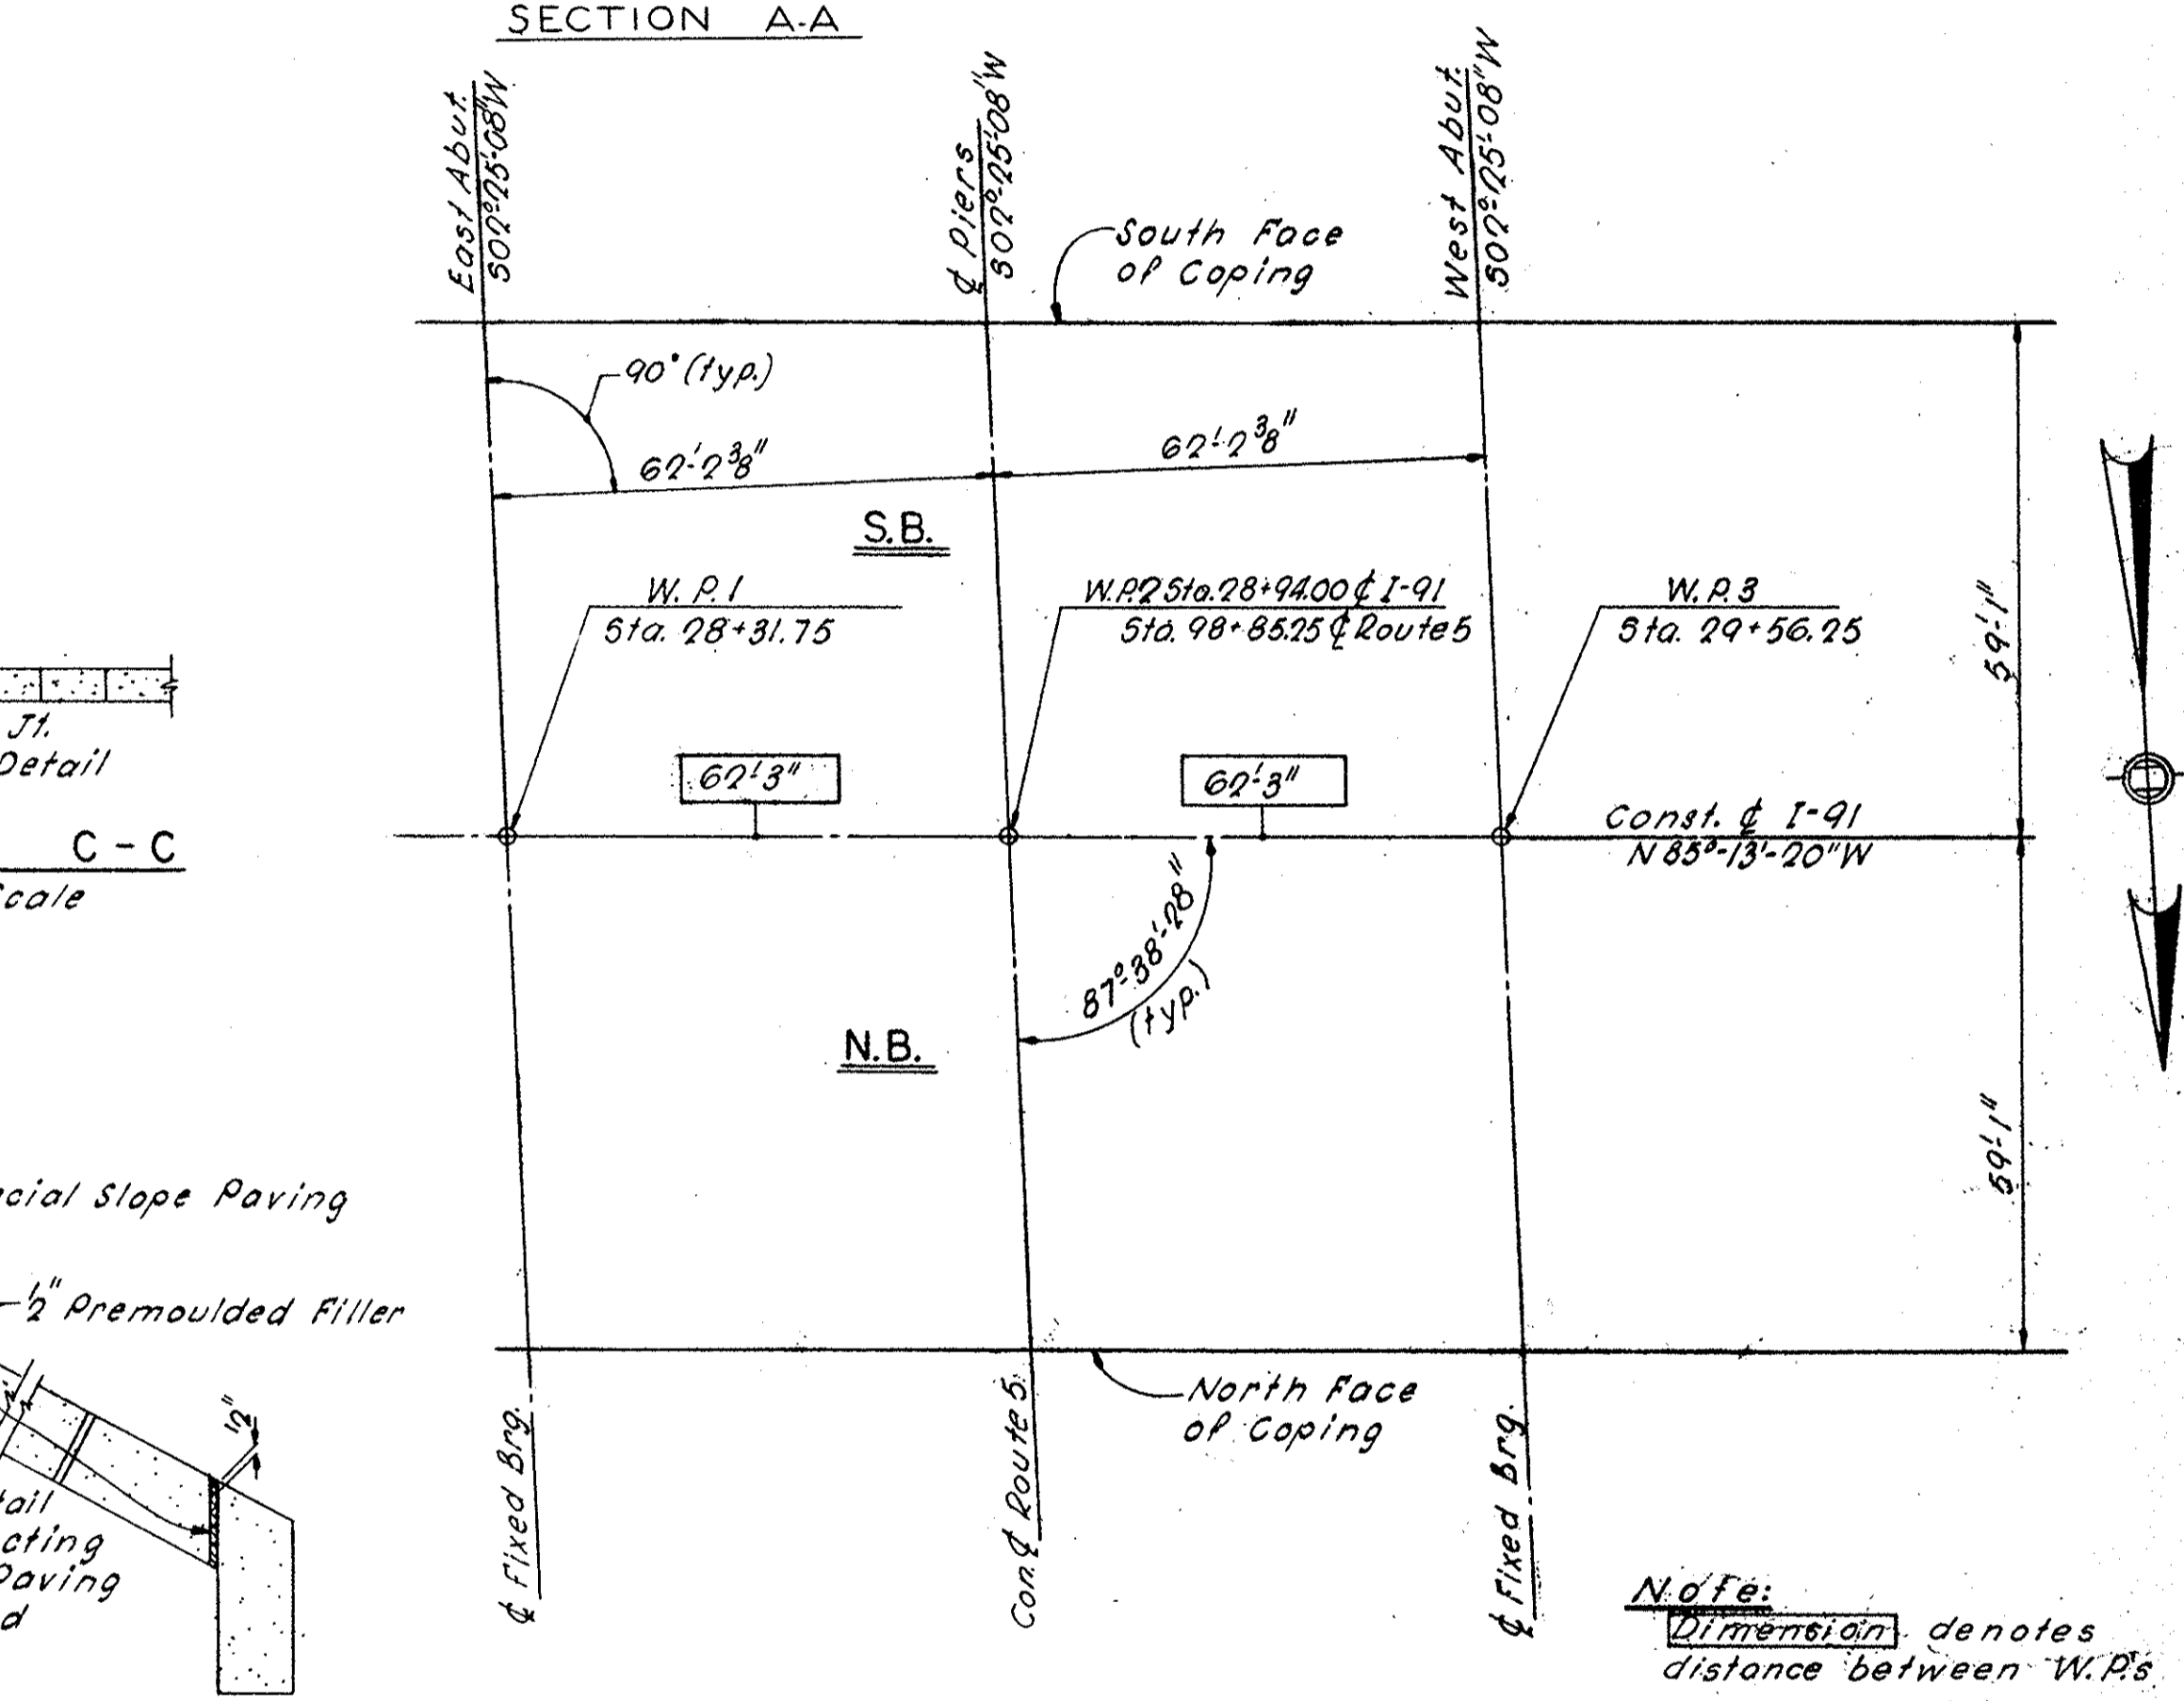 SECTION A-A
East Abut.
S02°-25'-08"W
℄ Piers
S02°-25'-08"W
West Abut.
S02°-25'-08"W
South Face
of Coping
90° (typ.)
62'-2 3/8"
62'-2 3/8"
S.B.
W.P.1
Sta. 28+31.75
W.P.2 Sta. 28+94.00 ℄ I-91
Sta. 98+85.25 ℄ Route 5
W.P.3
Sta. 29+56.25
59'-1"
Jt.
Detail
62'-3"
62'-3"
Const. ℄ I-91
N 85°-13'-20"W
C - C
Scale
87°-38'-28"
(typ.)
N.B.
59'-1"
cial Slope Paving
1/2" Premoulded Filler
North Face
of Coping
1/2"
tail
cting
Paving
d
℄ Fixed Brg.
Con. ℄ Route 5
℄ Fixed Brg.
Note:
Dimension denotes
distance between W.P.'s